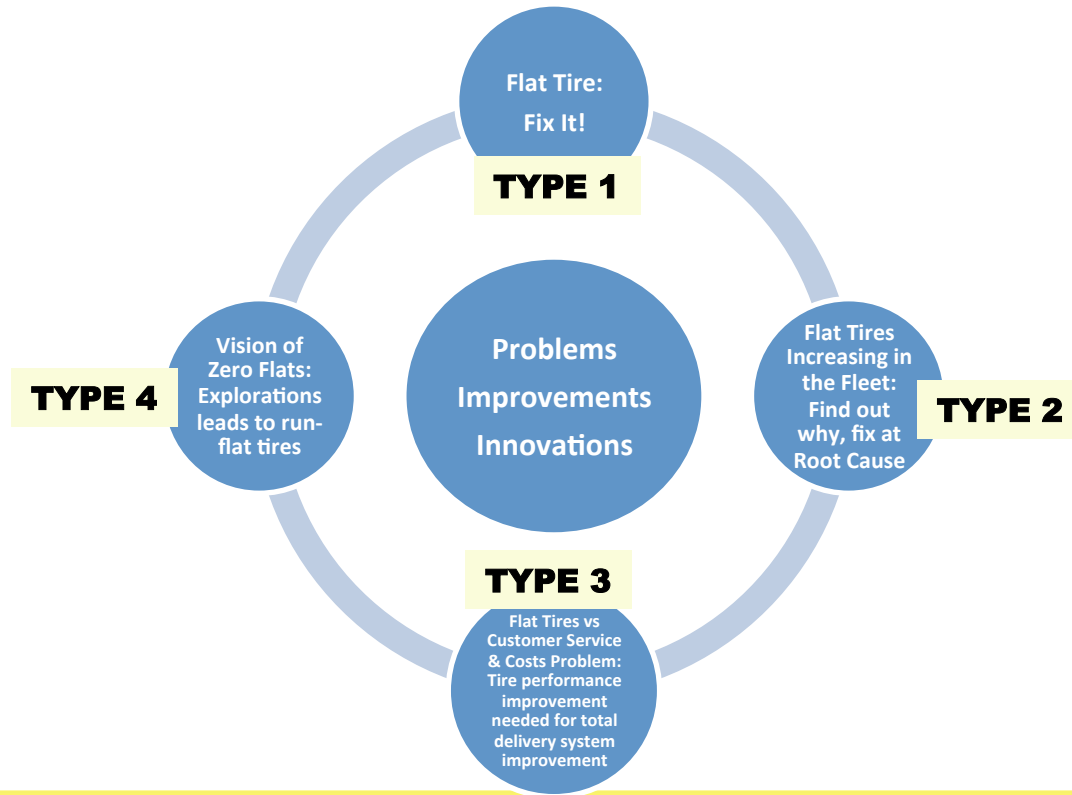 Flat Tire:
Fix It!
TYPE 1
Problems
Improvements
Innovations
Flat Tires
Increasing in
the Fleet:
Find out
why, fix at
Root Cause
TYPE 2
TYPE 3
Flat Tires vs
Customer Service
& Costs Problem:
Tire performance
improvement
needed for total
delivery system
improvement
Vision of
Zero Flats:
Explorations
leads to run-
flat tires
TYPE 4